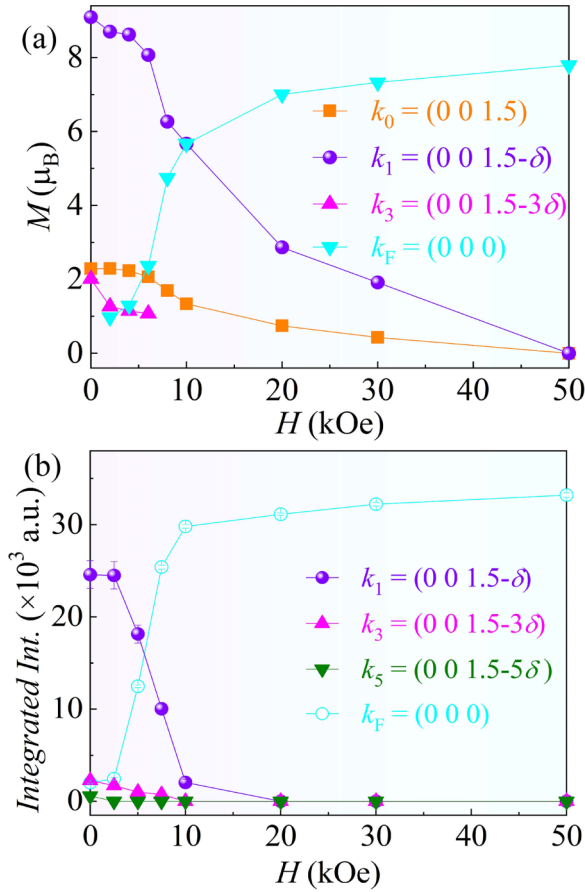 (a)
8
6
4
2
0
M (μB)
k0 = (0 0 1.5)
k1 = (0 0 1.5-δ)
k3 = (0 0 1.5-3δ)
kF = (0 0 0)
0 10 20 30 40 50
H (kOe)
(b)
30
20
10
0
Integrated Int. (×10³ a.u.)
k1 = (0 0 1.5-δ)
k3 = (0 0 1.5-3δ)
k5 = (0 0 1.5-5δ)
kF = (0 0 0)
0 10 20 30 40 50
H (kOe)